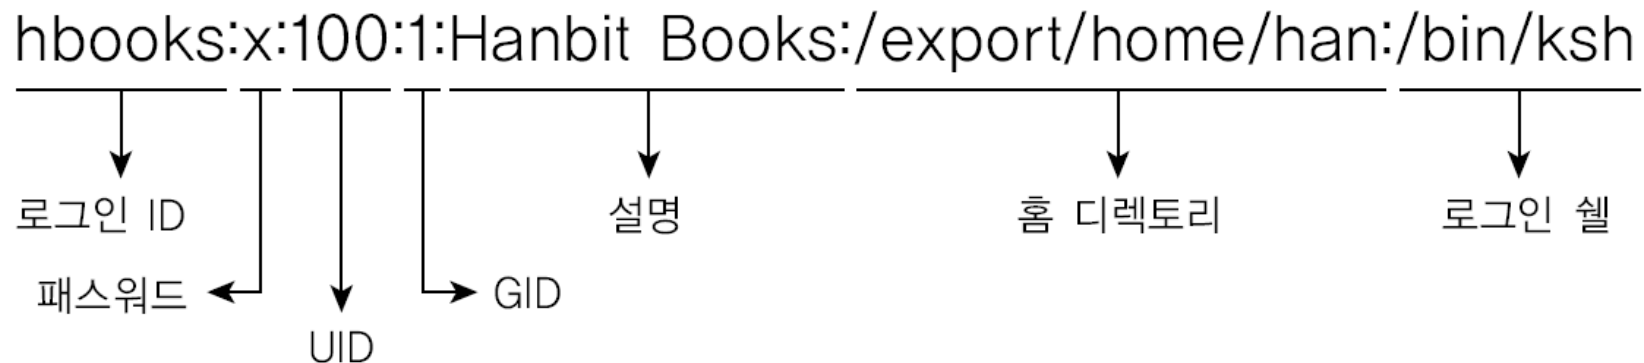 hbooks:x:100:1:Hanbit Books:/export/home/han:/bin/ksh
로그인 ID 설명 홈 디렉토리 로그인 쉘
패스워드 GID
UID